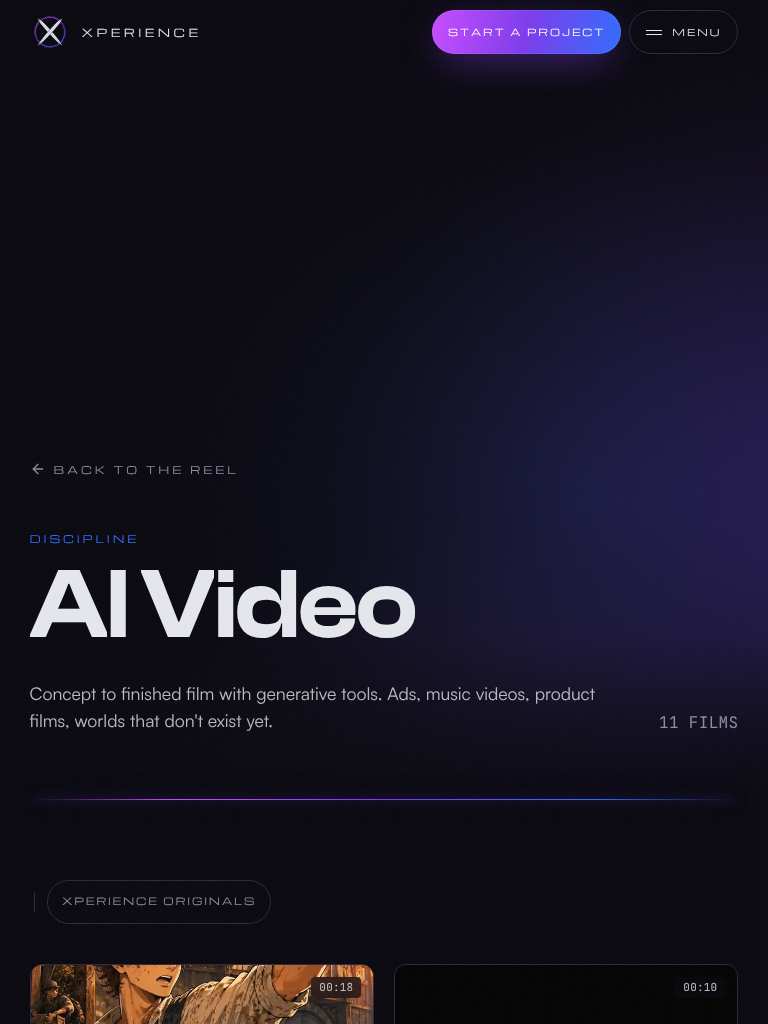 XPERIENCE
START A PROJECT
MENU
← BACK TO THE REEL
DISCIPLINE
AI Video
Concept to finished film with generative tools. Ads, music videos, product
films, worlds that don't exist yet.
11 FILMS
XPERIENCE ORIGINALS
00:18
00:10